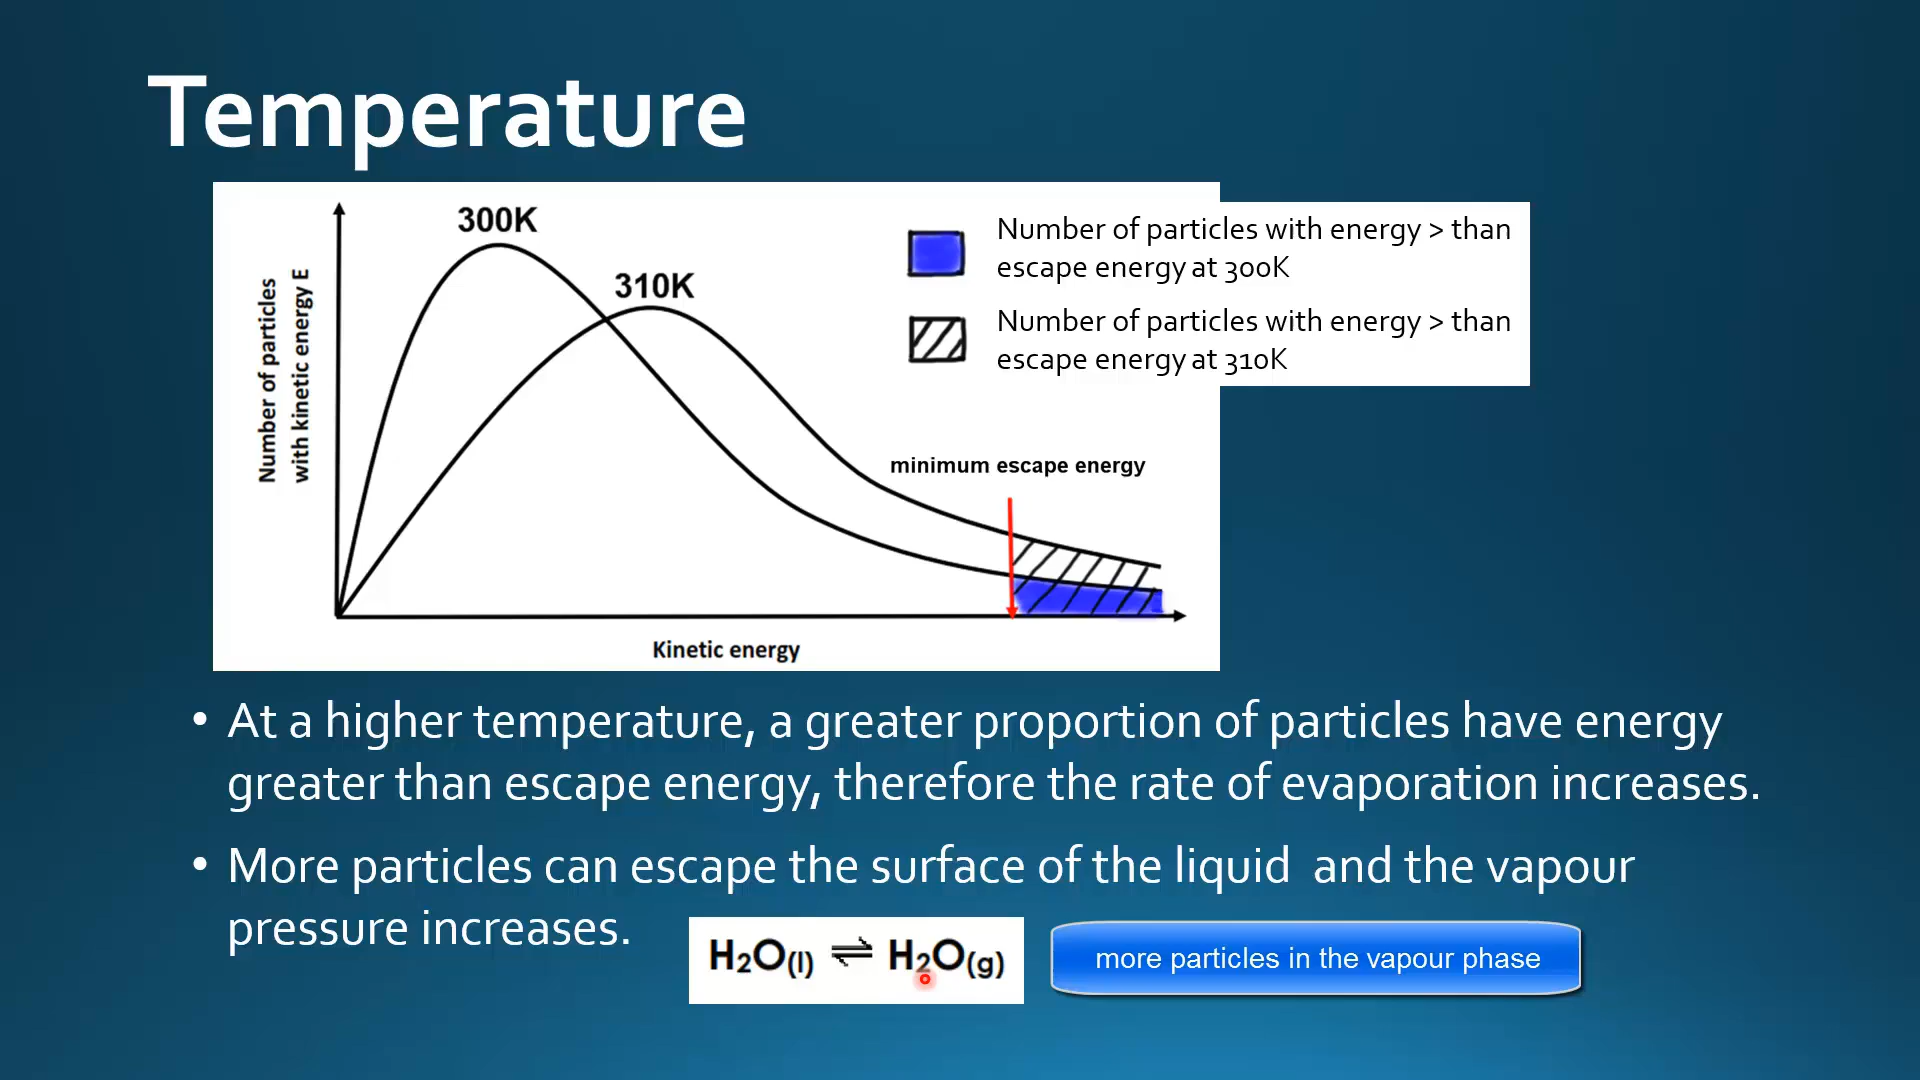 Temperature
300K
310K
Number of particles
with kinetic energy E
Number of particles with energy > than
escape energy at 300K
Number of particles with energy > than
escape energy at 310K
minimum escape energy
Kinetic energy
• At a higher temperature, a greater proportion of particles have energy
greater than escape energy, therefore the rate of evaporation increases.
• More particles can escape the surface of the liquid and the vapour
pressure increases.
H₂O(l) ⇌ H₂O(g)
more particles in the vapour phase